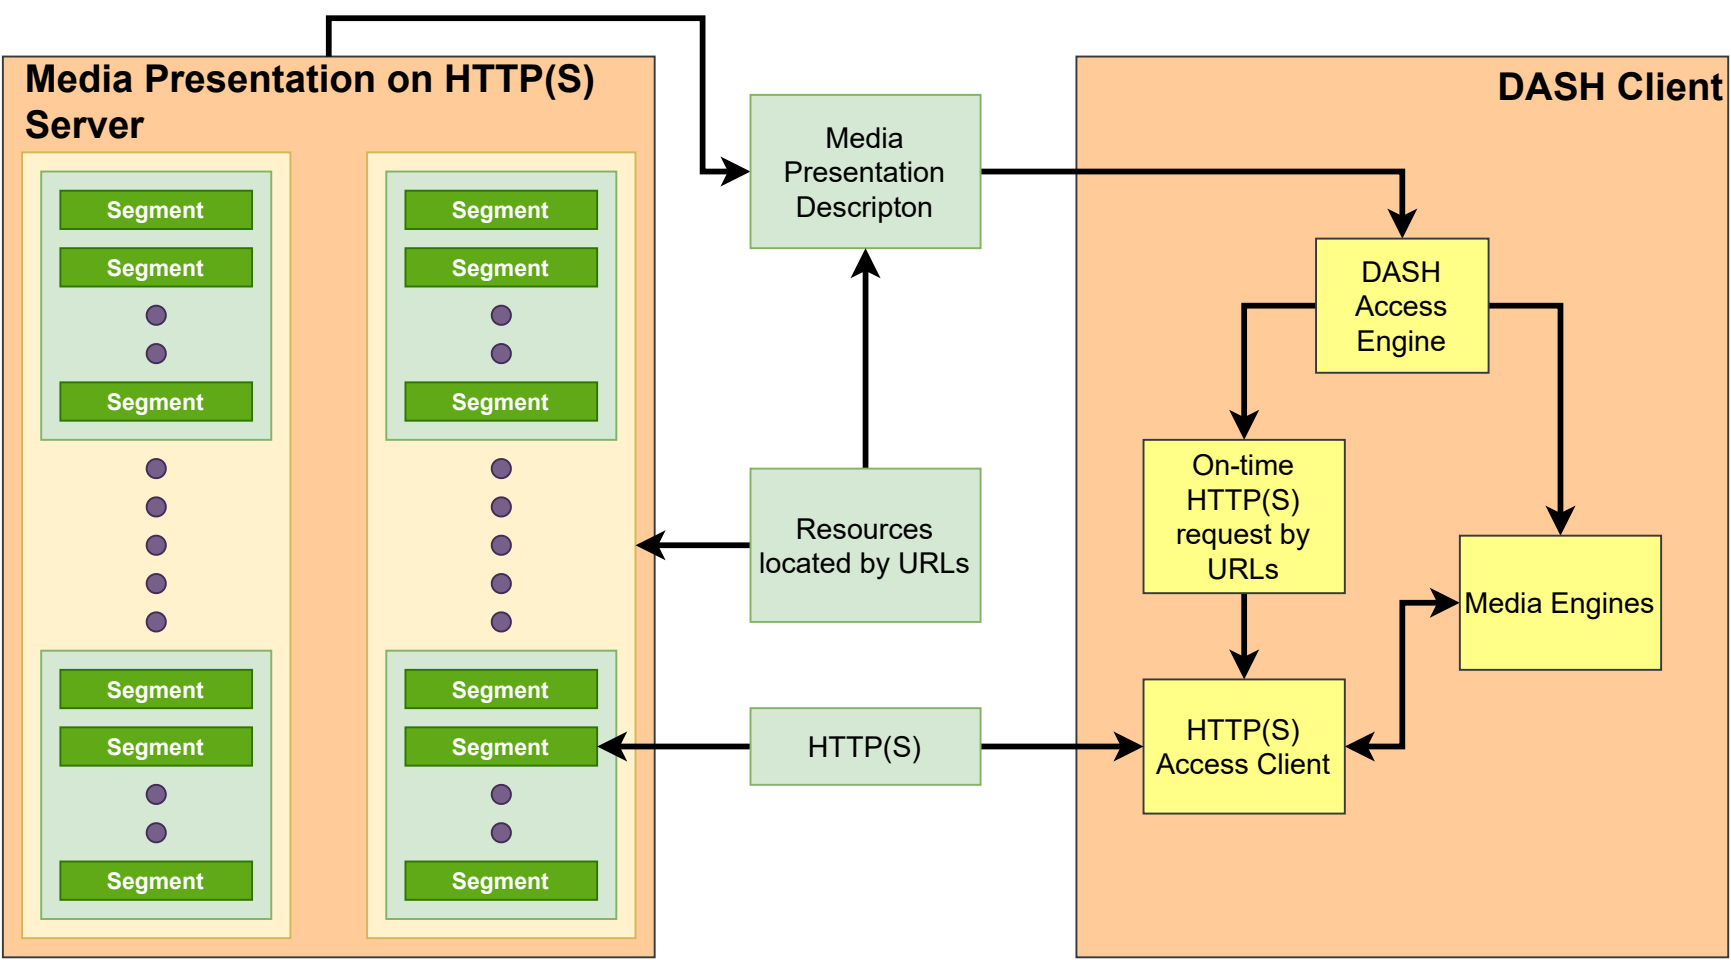 Media Presentation on HTTP(S)
Server
Segment
Segment
Segment
Segment
Segment
Segment
Segment
Segment
Segment
Segment
Segment
Segment
Media
Presentation
Descripton
Resources
located by URLs
HTTP(S)
DASH Client
DASH
Access
Engine
On-time
HTTP(S)
request by
URLs
Media Engines
HTTP(S)
Access Client